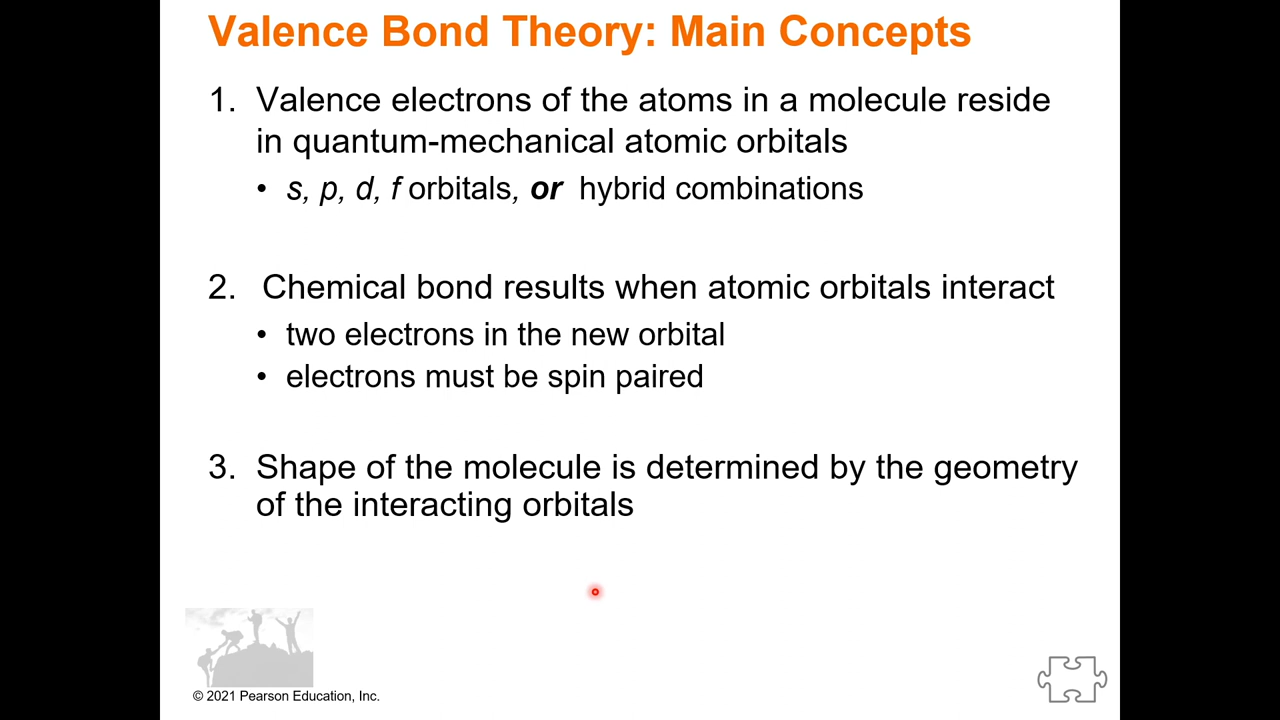 Valence Bond Theory: Main Concepts
1. Valence electrons of the atoms in a molecule reside
in quantum-mechanical atomic orbitals
• s, p, d, f orbitals, or hybrid combinations
2. Chemical bond results when atomic orbitals interact
• two electrons in the new orbital
• electrons must be spin paired
3. Shape of the molecule is determined by the geometry
of the interacting orbitals
© 2021 Pearson Education, Inc.